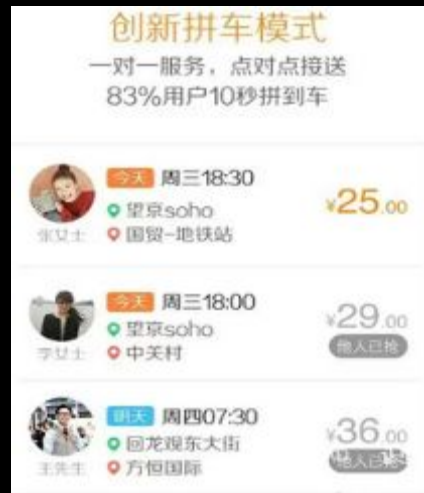 创新拼车模式
一对一服务，点对点接送
83%用户10秒拼到车
今天 周三18:30
望京soho
¥25.00
张女士
国贸-地铁站
今天 周三18:00
望京soho
¥29.00
李女士
中关村
他人已抢
明天 周四07:30
回龙观东大街
¥36.00
王先生
方恒国际
他人已抢